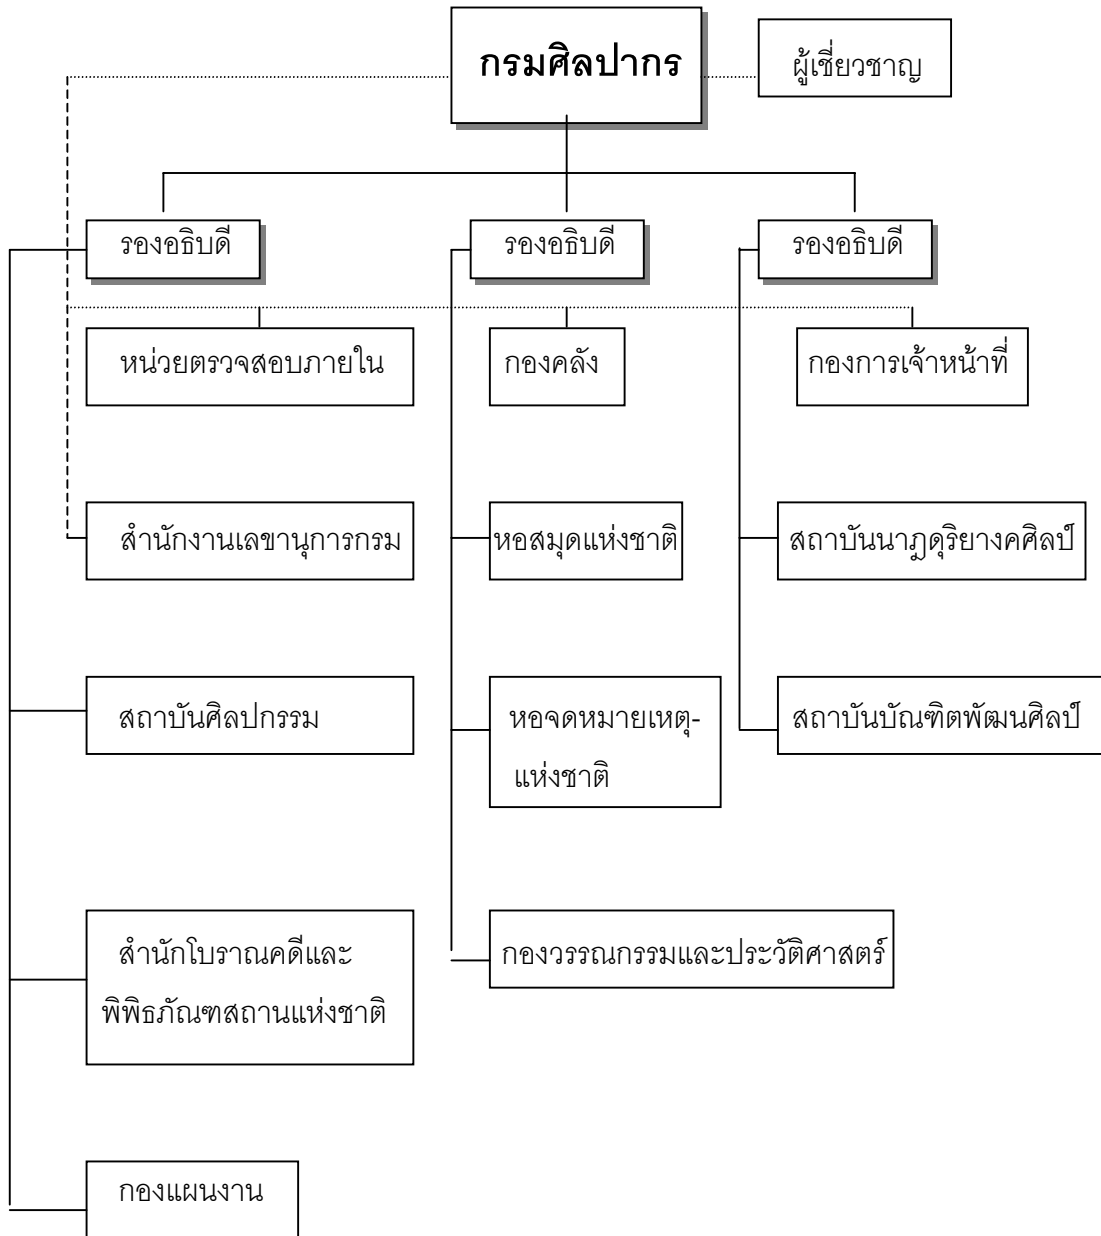 กรมศิลปากร
ผู้เชี่ยวชาญ
รองอธิบดี
รองอธิบดี
รองอธิบดี
หน่วยตรวจสอบภายใน
กองคลัง
กองการเจ้าหน้าที่
สำนักงานเลขานุการกรม
หอสมุดแห่งชาติ
สถาบันนาฏดุริยางคศิลป์
สถาบันศิลปกรรม
หอจดหมายเหตุ-
แห่งชาติ
สถาบันบัณฑิตพัฒนศิลป์
สำนักโบราณคดีและ
พิพิธภัณฑสถานแห่งชาติ
กองวรรณกรรมและประวัติศาสตร์
กองแผนงาน